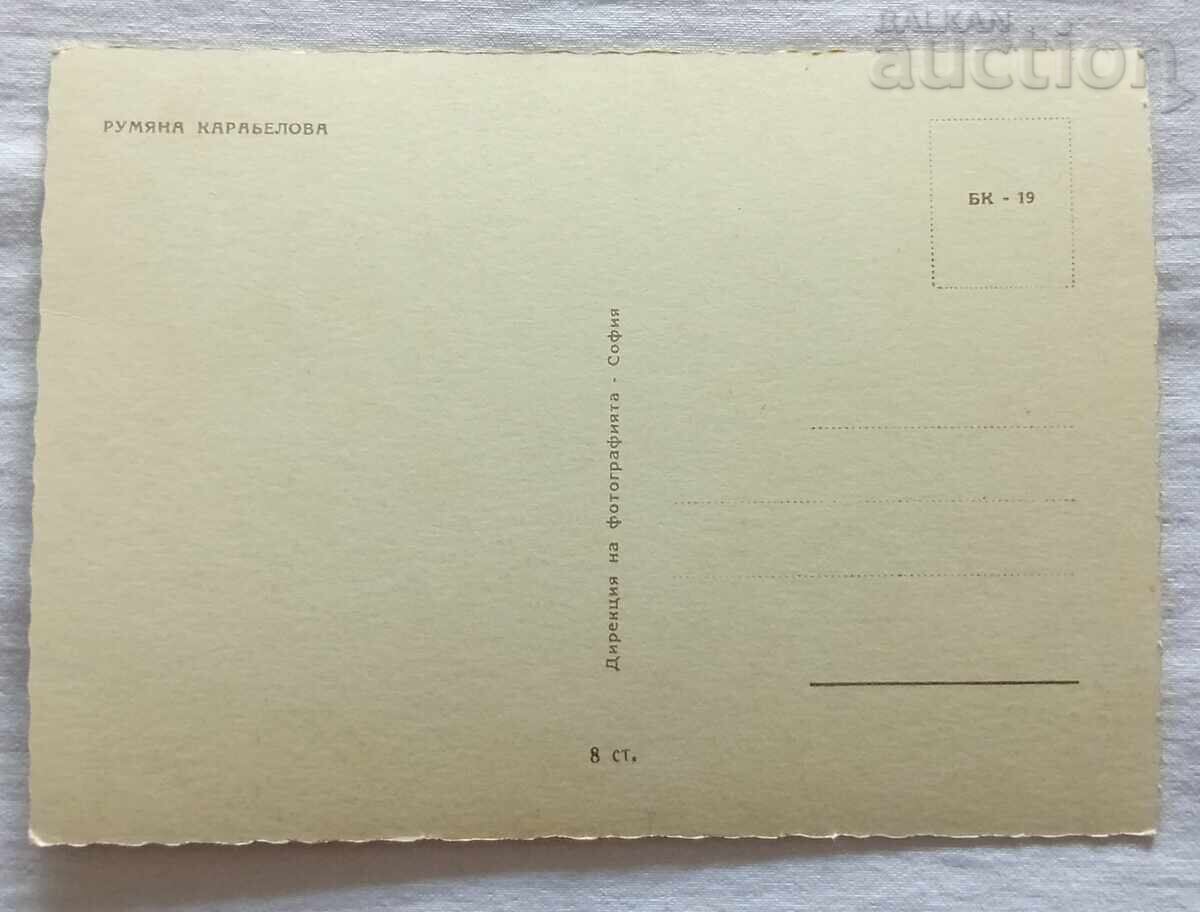 BALKAN
auction
РУМЯНА КАРАБЕЛОВА
БК - 19
Дирекция на фотографията - София
8 ст.